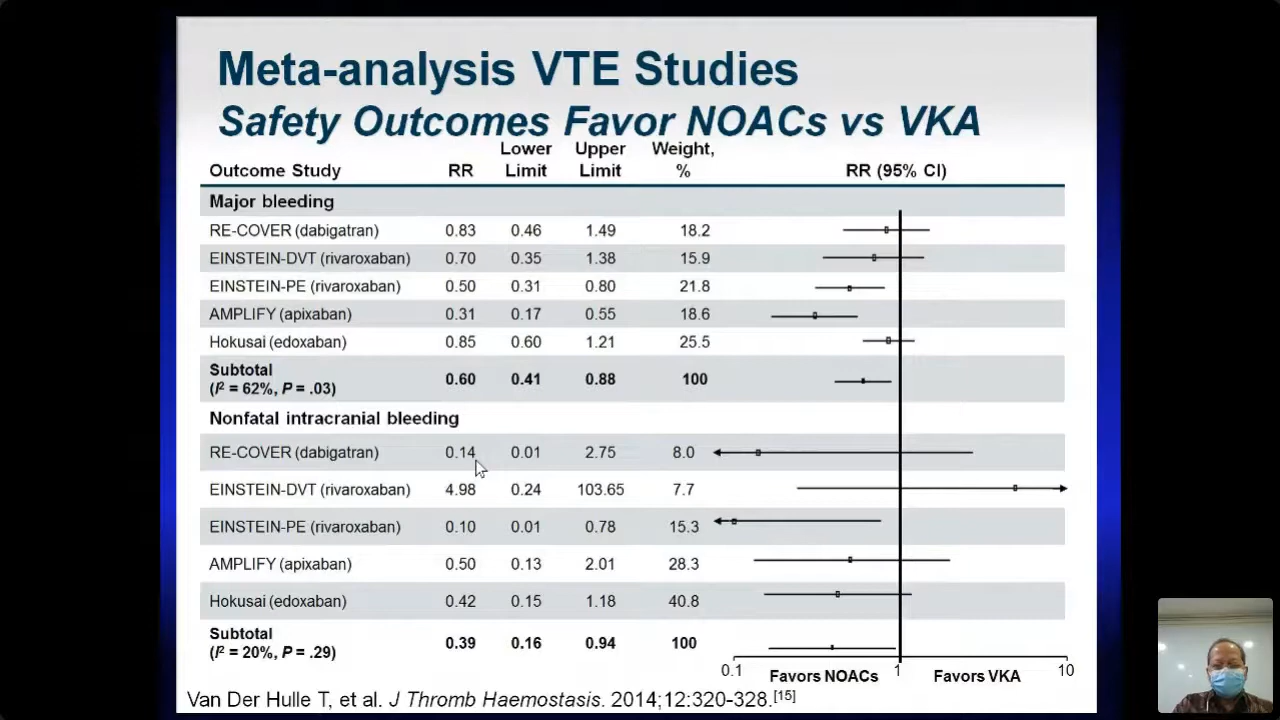 Meta-analysis VTE Studies
Safety Outcomes Favor NOACs vs VKA
Outcome Study RR Lower Limit Upper Limit Weight, % RR (95% CI)
Major bleeding
RE-COVER (dabigatran) 0.83 0.46 1.49 18.2
EINSTEIN-DVT (rivaroxaban) 0.70 0.35 1.38 15.9
EINSTEIN-PE (rivaroxaban) 0.50 0.31 0.80 21.8
AMPLIFY (apixaban) 0.31 0.17 0.55 18.6
Hokusai (edoxaban) 0.85 0.60 1.21 25.5
Subtotal
(I² = 62%, P = .03) 0.60 0.41 0.88 100
Nonfatal intracranial bleeding
RE-COVER (dabigatran) 0.14 0.01 2.75 8.0
EINSTEIN-DVT (rivaroxaban) 4.98 0.24 103.65 7.7
EINSTEIN-PE (rivaroxaban) 0.10 0.01 0.78 15.3
AMPLIFY (apixaban) 0.50 0.13 2.01 28.3
Hokusai (edoxaban) 0.42 0.15 1.18 40.8
Subtotal
(I² = 20%, P = .29) 0.39 0.16 0.94 100
0.1 1 10
Favors NOACs Favors VKA
Van Der Hulle T, et al. J Thromb Haemostasis. 2014;12:320-328.[15]